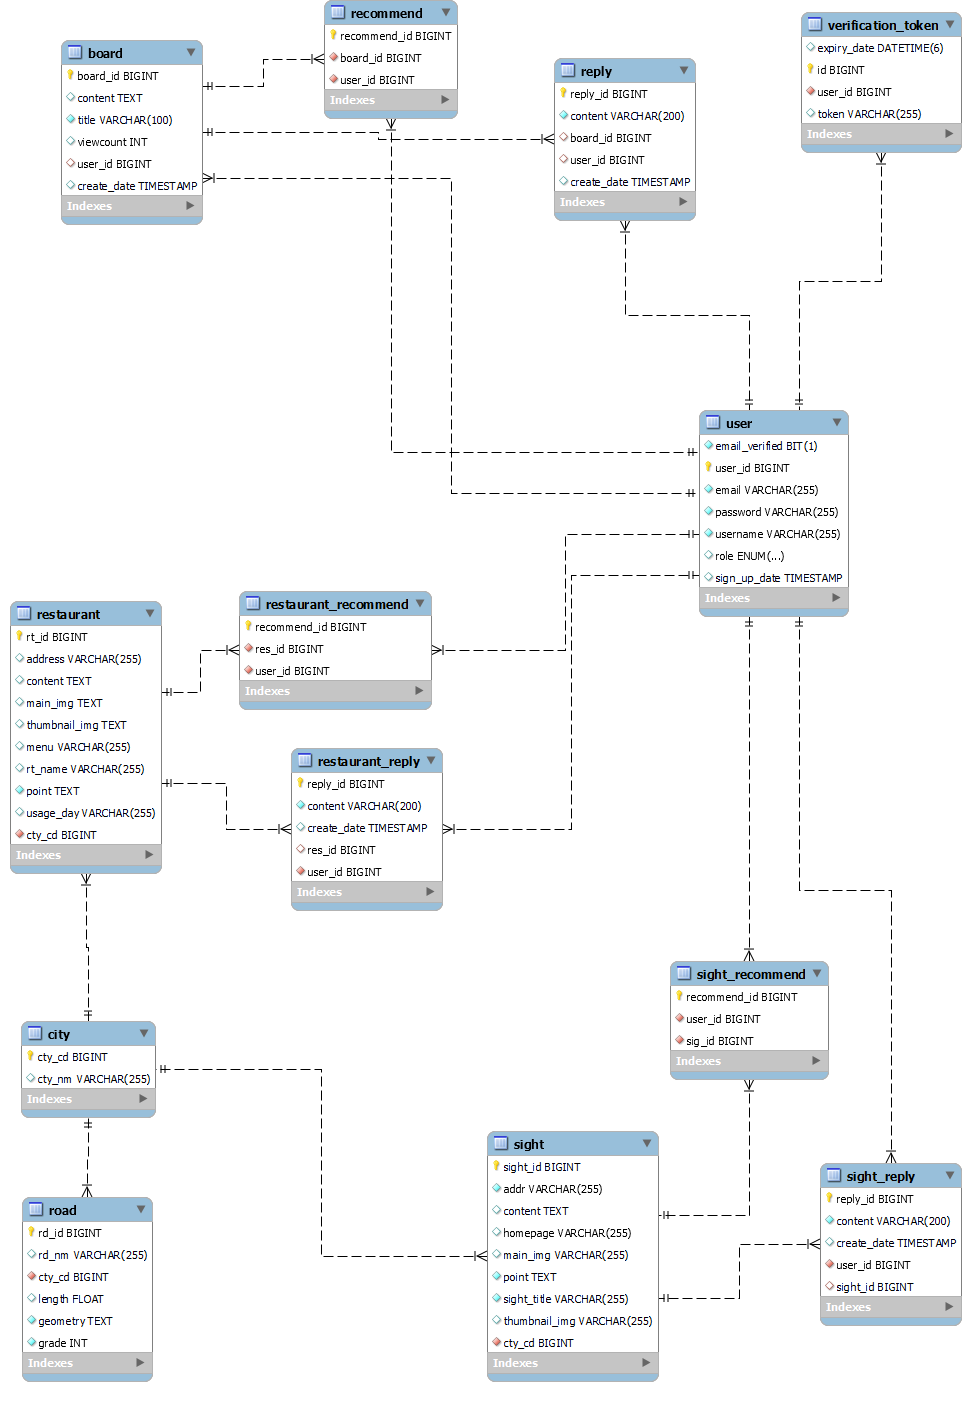 recommend
recommend_id BIGINT
board_id BIGINT
user_id BIGINT
Indexes
verification_token
expiry_date DATETIME(6)
id BIGINT
user_id BIGINT
token VARCHAR(255)
Indexes
board
board_id BIGINT
content TEXT
title VARCHAR(100)
viewcount INT
user_id BIGINT
create_date TIMESTAMP
Indexes
reply
reply_id BIGINT
content VARCHAR(200)
board_id BIGINT
user_id BIGINT
create_date TIMESTAMP
Indexes
user
email_verified BIT(1)
user_id BIGINT
email VARCHAR(255)
password VARCHAR(255)
username VARCHAR(255)
role ENUM(...)
sign_up_date TIMESTAMP
Indexes
restaurant
rt_id BIGINT
address VARCHAR(255)
content TEXT
main_img TEXT
thumbnail_img TEXT
menu VARCHAR(255)
rt_name VARCHAR(255)
point TEXT
usage_day VARCHAR(255)
cty_cd BIGINT
Indexes
restaurant_recommend
recommend_id BIGINT
res_id BIGINT
user_id BIGINT
Indexes
restaurant_reply
reply_id BIGINT
content VARCHAR(200)
create_date TIMESTAMP
res_id BIGINT
user_id BIGINT
Indexes
sight_recommend
recommend_id BIGINT
user_id BIGINT
sig_id BIGINT
Indexes
city
cty_cd BIGINT
cty_nm VARCHAR(255)
Indexes
sight
sight_id BIGINT
addr VARCHAR(255)
content TEXT
homepage VARCHAR(255)
main_img VARCHAR(255)
point TEXT
sight_title VARCHAR(255)
thumbnail_img VARCHAR(255)
cty_cd BIGINT
Indexes
sight_reply
reply_id BIGINT
content VARCHAR(200)
create_date TIMESTAMP
user_id BIGINT
sight_id BIGINT
Indexes
road
rd_id BIGINT
rd_nm VARCHAR(255)
cty_cd BIGINT
length FLOAT
geometry TEXT
grade INT
Indexes